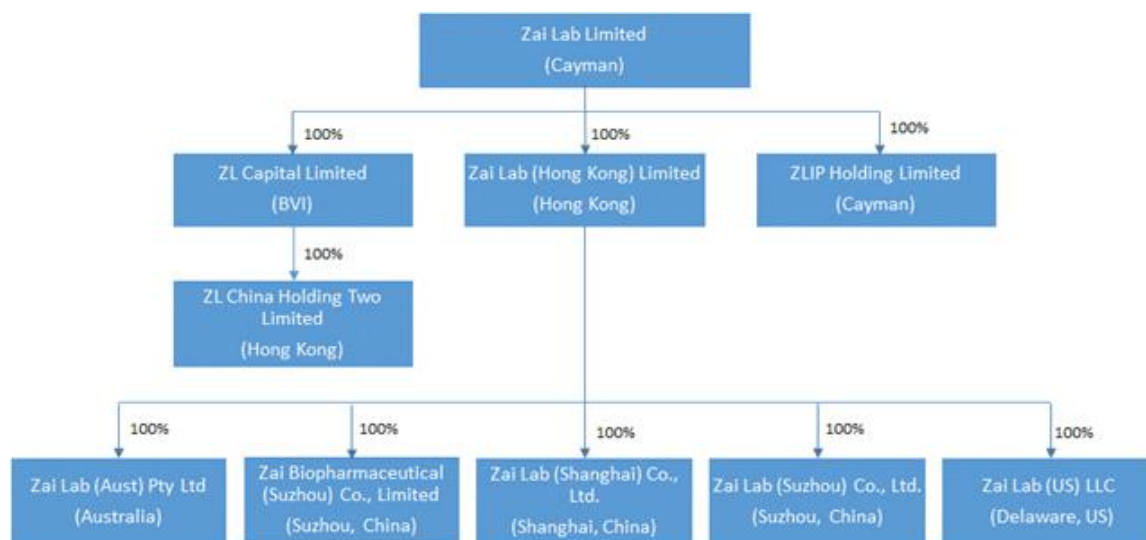 Zai Lab Limited
(Cayman)
100%
100%
100%
ZL Capital Limited
(BVI)
Zai Lab (Hong Kong) Limited
(Hong Kong)
ZLIP Holding Limited
(Cayman)
100%
ZL China Holding Two
Limited
(Hong Kong)
100%
100%
100%
100%
100%
Zai Lab (Aust) Pty Ltd
(Australia)
Zai Biopharmaceutical
(Suzhou) Co., Limited
(Suzhou, China)
Zai Lab (Shanghai) Co.,
Ltd.
(Shanghai, China)
Zai Lab (Suzhou) Co., Ltd.
(Suzhou, China)
Zai Lab (US) LLC
(Delaware, US)